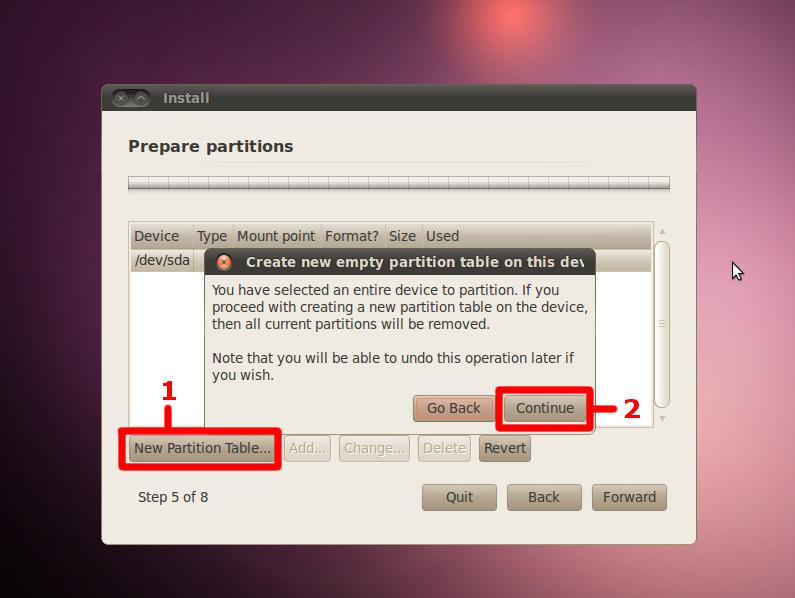 Install
Prepare partitions
Device Type Mount point Format? Size Used
/dev/sda
Create new empty partition table on this dev
You have selected an entire device to partition. If you
proceed with creating a new partition table on the device,
then all current partitions will be removed.
Note that you will be able to undo this operation later if
you wish.
1
Go Back Continue 2
New Partition Table... Add... Change... Delete Revert
Step 5 of 8 Quit Back Forward